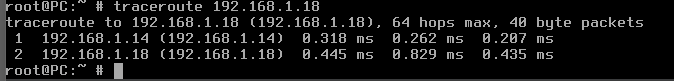 root@PC:~ # traceroute 192.168.1.18
traceroute to 192.168.1.18 (192.168.1.18), 64 hops max, 40 byte packets
1 192.168.1.14 (192.168.1.14) 0.318 ms 0.262 ms 0.207 ms
2 192.168.1.18 (192.168.1.18) 0.445 ms 0.829 ms 0.435 ms
root@PC:~ #